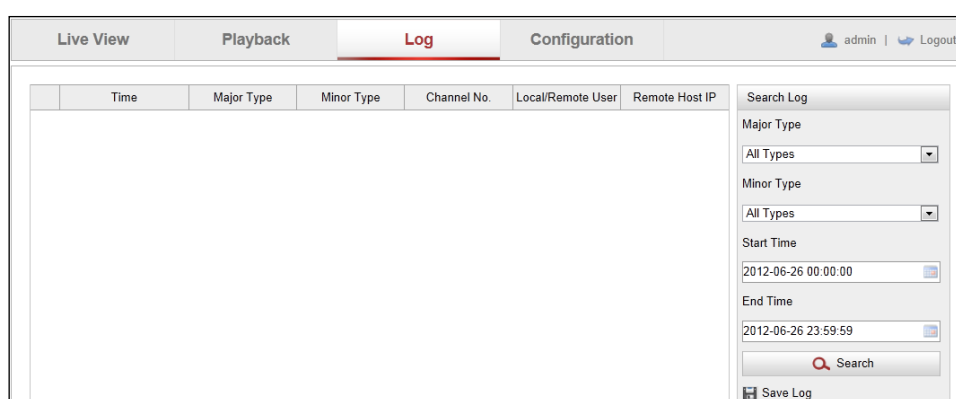 Live View Playback Log Configuration admin | Logout
Time Major Type Minor Type Channel No. Local/Remote User Remote Host IP
Search Log
Major Type
All Types
Minor Type
All Types
Start Time
2012-06-26 00:00:00
End Time
2012-06-26 23:59:59
Search
Save Log